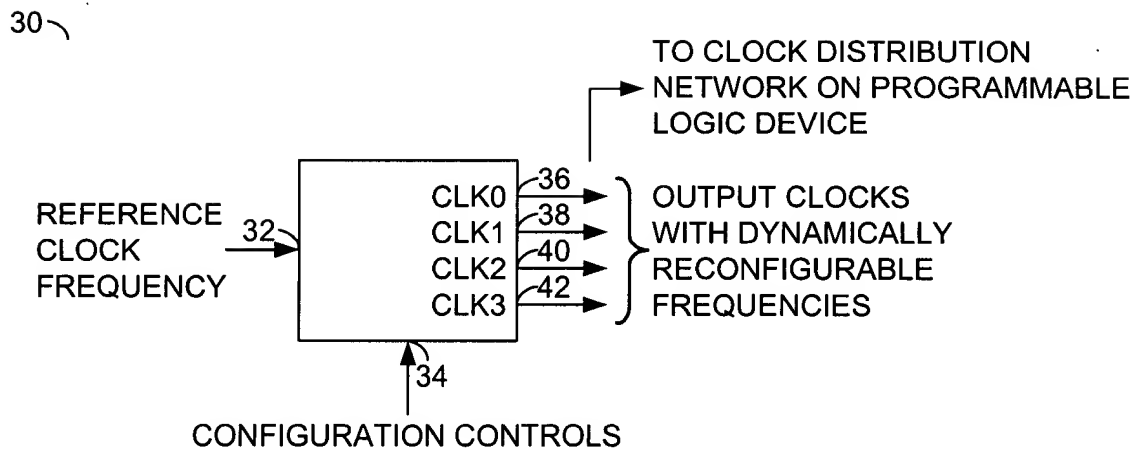 30
TO CLOCK DISTRIBUTION
NETWORK ON PROGRAMMABLE
LOGIC DEVICE
REFERENCE
CLOCK
FREQUENCY
32
CLK0
36
CLK1
38
CLK2
40
CLK3
42
OUTPUT CLOCKS
WITH DYNAMICALLY
RECONFIGURABLE
FREQUENCIES
34
CONFIGURATION CONTROLS